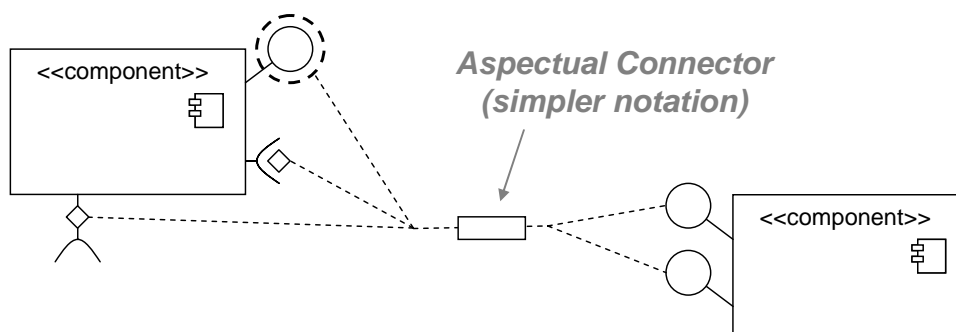 <<component>>
Aspectual Connector
(simpler notation)
<<component>>